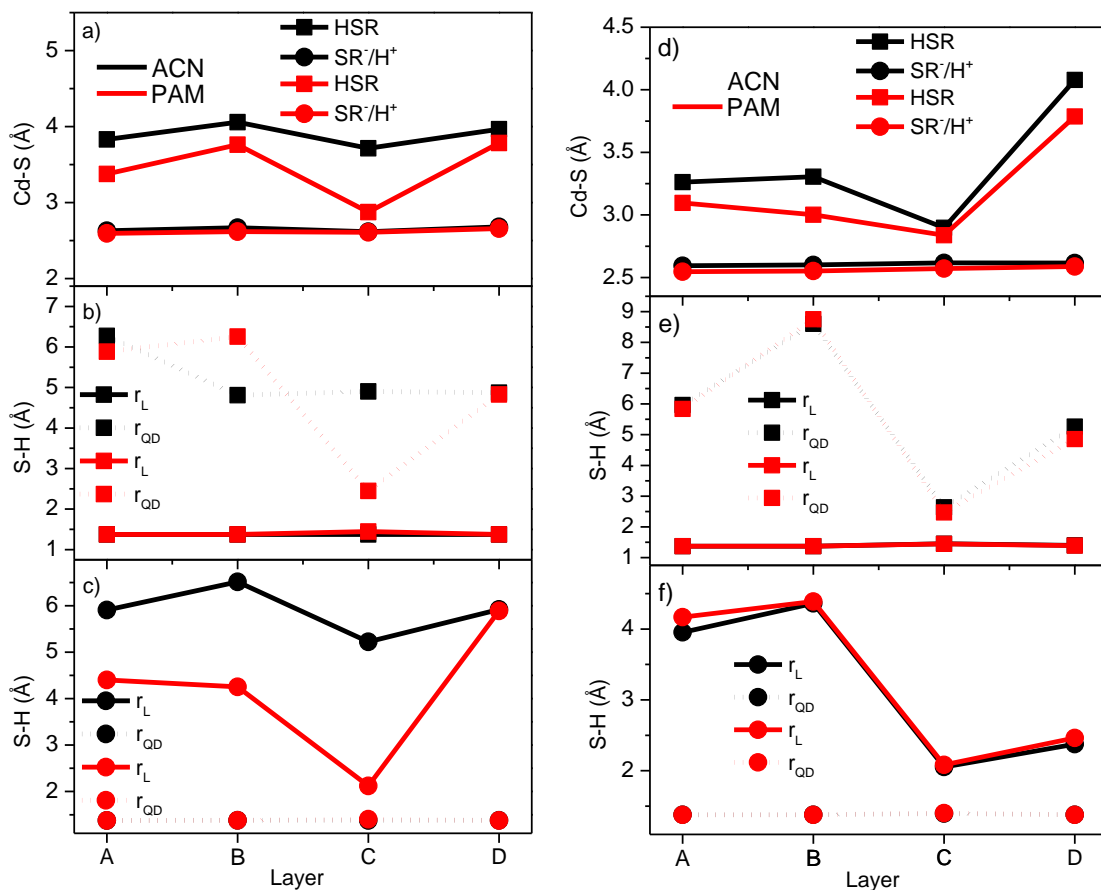 a)
HSR
SR⁻/H⁺
HSR
SR⁻/H⁺
ACN
PAM
Cd-S (Å)
5
4
3
2
b)
r_L
r_QD
r_L
r_QD
S-H (Å)
7
6
5
4
3
2
1
c)
r_L
r_QD
r_L
r_QD
S-H (Å)
6
5
4
3
2
A B C D
Layer
d)
HSR
SR⁻/H⁺
HSR
SR⁻/H⁺
ACN
PAM
Cd-S (Å)
4.5
4.0
3.5
3.0
2.5
e)
r_L
r_QD
r_L
r_QD
S-H (Å)
9
8
7
6
5
4
3
2
1
f)
r_L
r_QD
r_L
r_QD
S-H (Å)
4
3
2
A B C D
Layer